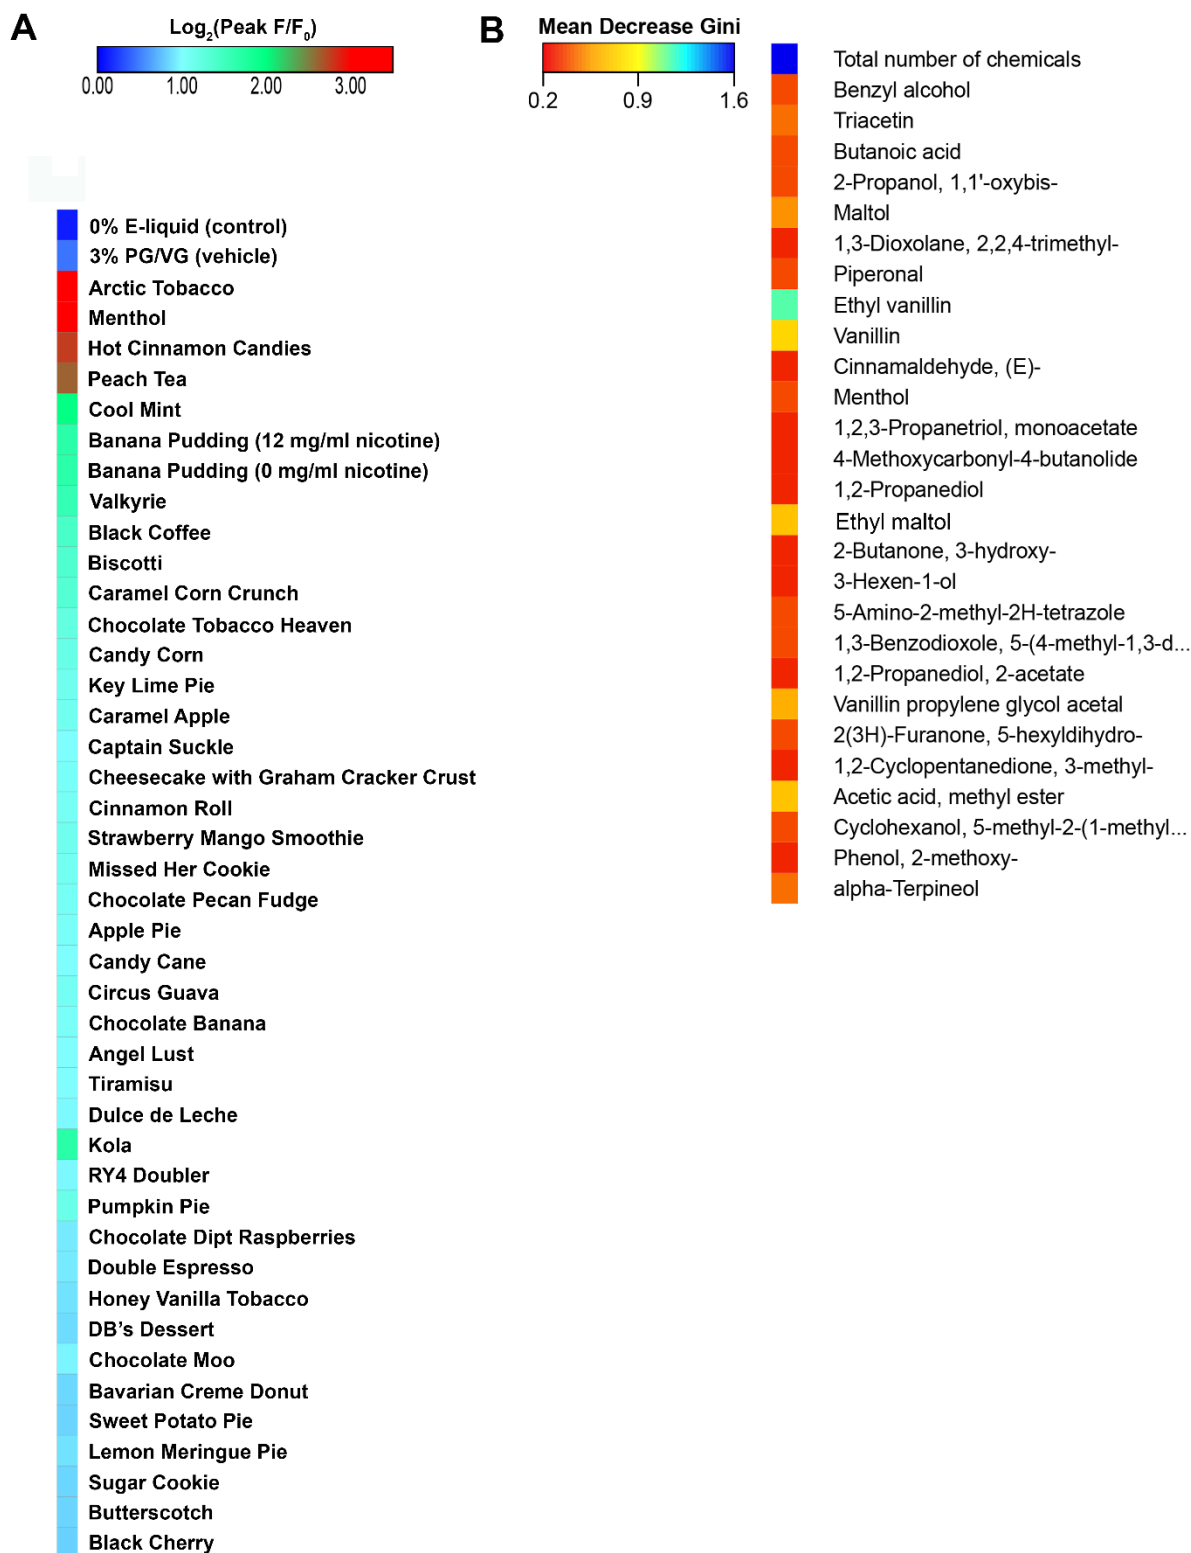 A
Log₂(Peak F/F₀)
0.00 1.00 2.00 3.00
0% E-liquid (control)
3% PG/VG (vehicle)
Arctic Tobacco
Menthol
Hot Cinnamon Candies
Peach Tea
Cool Mint
Banana Pudding (12 mg/ml nicotine)
Banana Pudding (0 mg/ml nicotine)
Valkyrie
Black Coffee
Biscotti
Caramel Corn Crunch
Chocolate Tobacco Heaven
Candy Corn
Key Lime Pie
Caramel Apple
Captain Suckle
Cheesecake with Graham Cracker Crust
Cinnamon Roll
Strawberry Mango Smoothie
Missed Her Cookie
Chocolate Pecan Fudge
Apple Pie
Candy Cane
Circus Guava
Chocolate Banana
Angel Lust
Tiramisu
Dulce de Leche
Kola
RY4 Doubler
Pumpkin Pie
Chocolate Dipt Raspberries
Double Espresso
Honey Vanilla Tobacco
DB’s Dessert
Chocolate Moo
Bavarian Creme Donut
Sweet Potato Pie
Lemon Meringue Pie
Sugar Cookie
Butterscotch
Black Cherry
B
Mean Decrease Gini
0.2 0.9 1.6
Total number of chemicals
Benzyl alcohol
Triacetin
Butanoic acid
2-Propanol, 1,1'-oxybis-
Maltol
1,3-Dioxolane, 2,2,4-trimethyl-
Piperonal
Ethyl vanillin
Vanillin
Cinnamaldehyde, (E)-
Menthol
1,2,3-Propanetriol, monoacetate
4-Methoxycarbonyl-4-butanolide
1,2-Propanediol
Ethyl maltol
2-Butanone, 3-hydroxy-
3-Hexen-1-ol
5-Amino-2-methyl-2H-tetrazole
1,3-Benzodioxole, 5-(4-methyl-1,3-d...
1,2-Propanediol, 2-acetate
Vanillin propylene glycol acetal
2(3H)-Furanone, 5-hexyldihydro-
1,2-Cyclopentanedione, 3-methyl-
Acetic acid, methyl ester
Cyclohexanol, 5-methyl-2-(1-methyl...
Phenol, 2-methoxy-
alpha-Terpineol